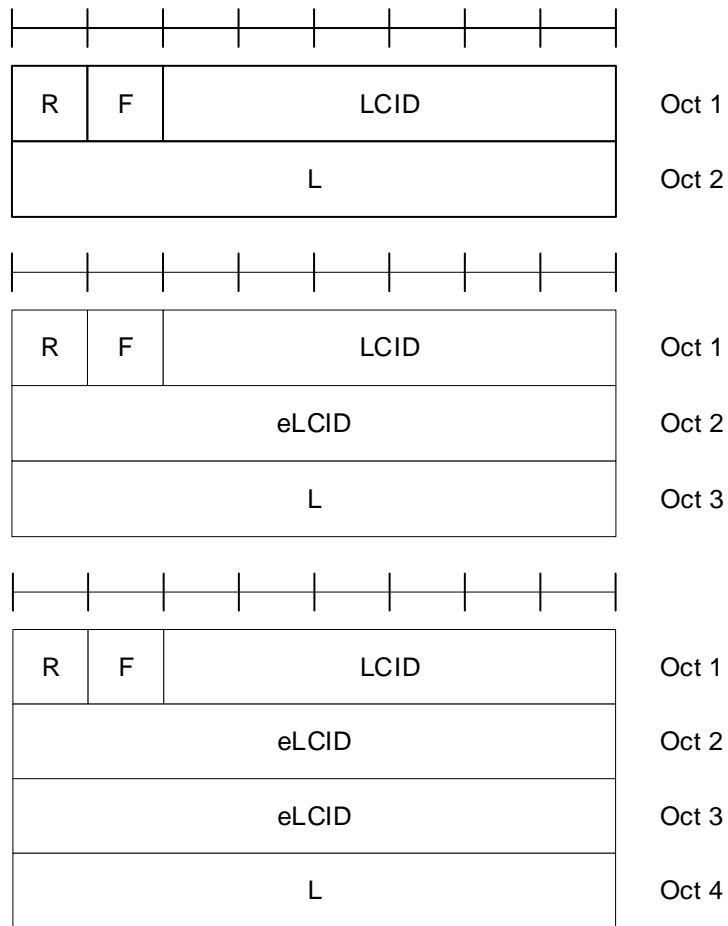 R F LCID Oct 1
L Oct 2
R F LCID Oct 1
eLCID Oct 2
L Oct 3
R F LCID Oct 1
eLCID Oct 2
eLCID Oct 3
L Oct 4